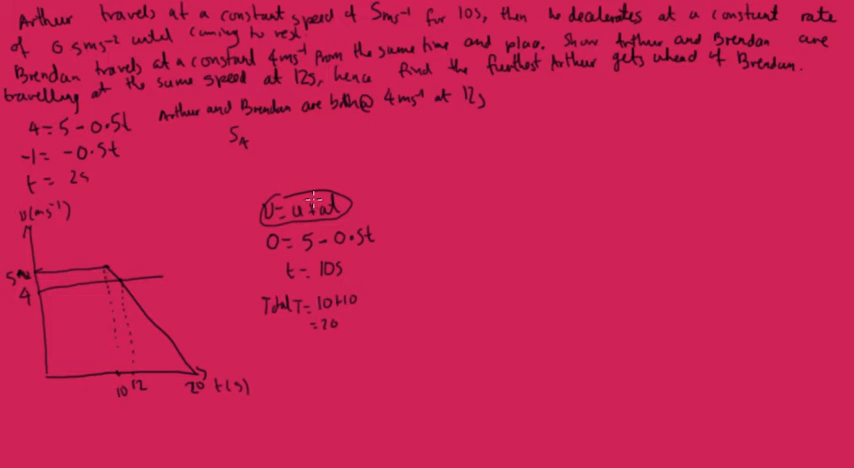 Arthur travels at a constant speed of 5ms⁻¹ for 10s, then he decelerates at a constant rate
of 0.5ms⁻² until coming to rest.
Brendan travels at a constant 4ms⁻¹ from the same time and place. Show Arthur and Brendan are
travelling at the same speed at 12s, hence find the furthest Arthur gets ahead of Brendan.
Arthur and Brendan are both @ 4ms⁻¹ at 12s
4 = 5 - 0.5t
-1 = -0.5t
t = 2s
S_A
v(ms⁻¹)
5
4
10 12 20 t(s)
V = u + at
0 = 5 - 0.5t
t = 10s
Total T = 10+10
= 20